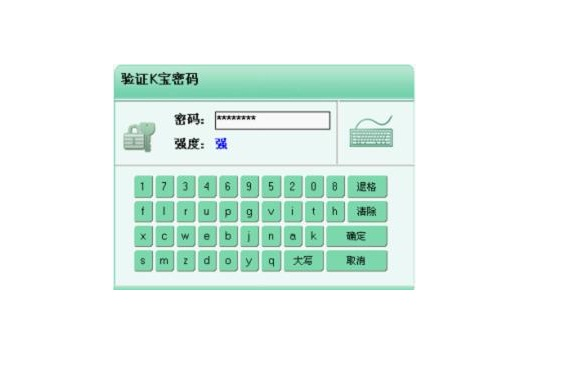 验证K宝密码
密码： ********
强度： 强
1 7 3 4 6 9 5 2 0 8 退格
f l r u p g v i t h 清除
x c w e b j n a k 确定
s m z d o y q 大写 取消